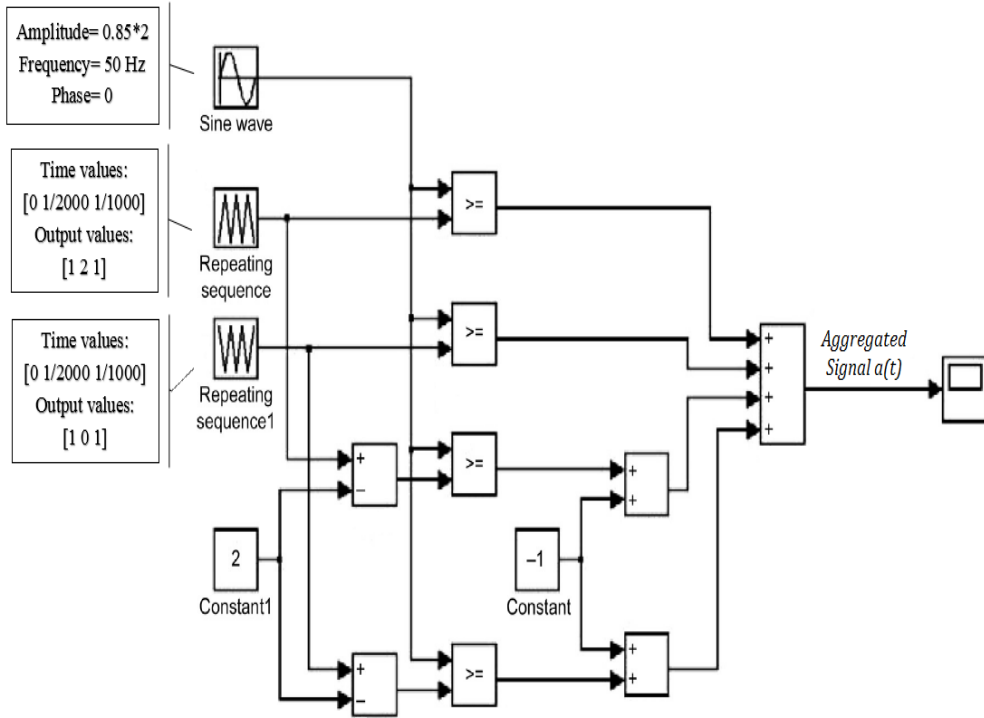 Amplitude= 0.85*2
Frequency= 50 Hz
Phase= 0
Sine wave
Time values:
[0 1/2000 1/1000]
Output values:
[1 2 1]
Repeating
sequence
>=
Time values:
[0 1/2000 1/1000]
Output values:
[1 0 1]
Repeating
sequence1
>=
+
+
+
+
Aggregated
Signal a(t)
+
−
>=
+
+
2
Constant1
−1
Constant
+
−
>=
+
+